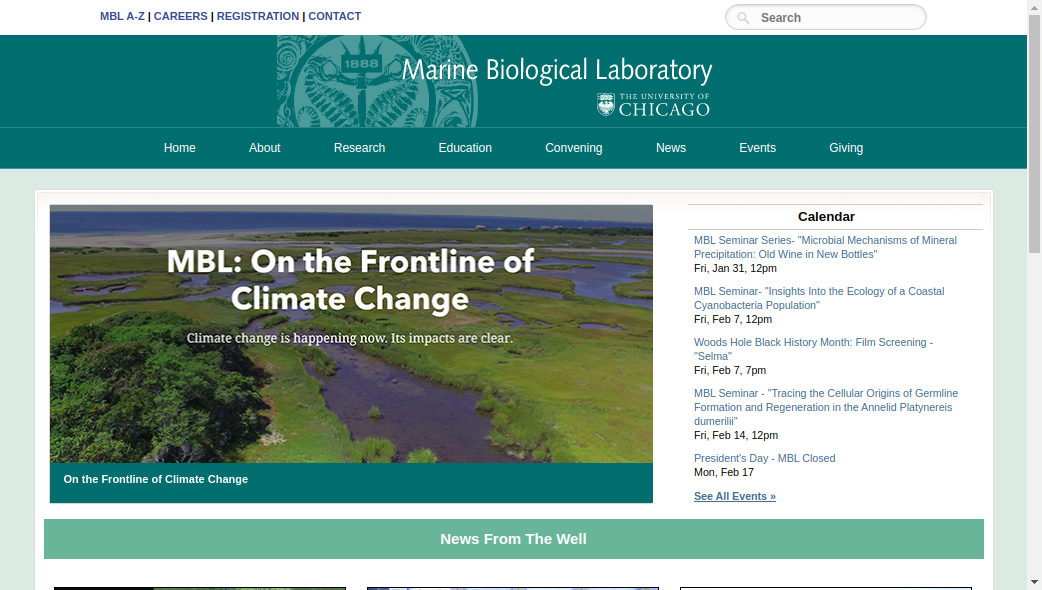 MBL A-Z | CAREERS | REGISTRATION | CONTACT
Search
1888
Marine Biological Laboratory
THE UNIVERSITY OF
CHICAGO
Home About Research Education Convening News Events Giving
MBL: On the Frontline of
Climate Change
Climate change is happening now. Its impacts are clear.
On the Frontline of Climate Change
Calendar
MBL Seminar Series- "Microbial Mechanisms of Mineral
Precipitation: Old Wine in New Bottles"
Fri, Jan 31, 12pm
MBL Seminar- "Insights Into the Ecology of a Coastal
Cyanobacteria Population"
Fri, Feb 7, 12pm
Woods Hole Black History Month: Film Screening -
"Selma"
Fri, Feb 7, 7pm
MBL Seminar - "Tracing the Cellular Origins of Germline
Formation and Regeneration in the Annelid Platynereis
dumerilii"
Fri, Feb 14, 12pm
President's Day - MBL Closed
Mon, Feb 17
See All Events »
News From The Well